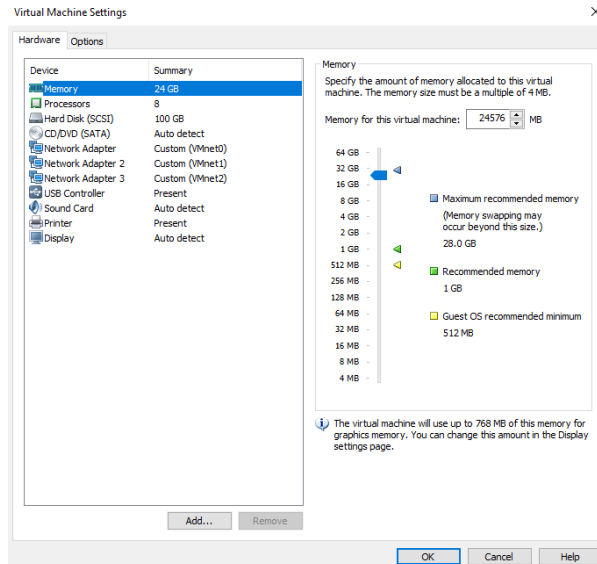 Virtual Machine Settings
Hardware Options
Device Summary
Memory 24 GB
Processors 8
Hard Disk (SCSI) 100 GB
CD/DVD (SATA) Auto detect
Network Adapter Custom (VMnet0)
Network Adapter 2 Custom (VMnet1)
Network Adapter 3 Custom (VMnet2)
USB Controller Present
Sound Card Auto detect
Printer Present
Display Auto detect
Add... Remove
Memory
Specify the amount of memory allocated to this virtual
machine. The memory size must be a multiple of 4 MB.
Memory for this virtual machine: 24576 MB
64 GB
32 GB
16 GB
8 GB
4 GB
2 GB
1 GB
512 MB
256 MB
128 MB
64 MB
32 MB
16 MB
8 MB
4 MB
Maximum recommended memory
(Memory swapping may
occur beyond this size.)
28.0 GB
Recommended memory
1 GB
Guest OS recommended minimum
512 MB
The virtual machine will use up to 768 MB of this memory for
graphics memory. You can change this amount in the Display
settings page.
OK Cancel Help